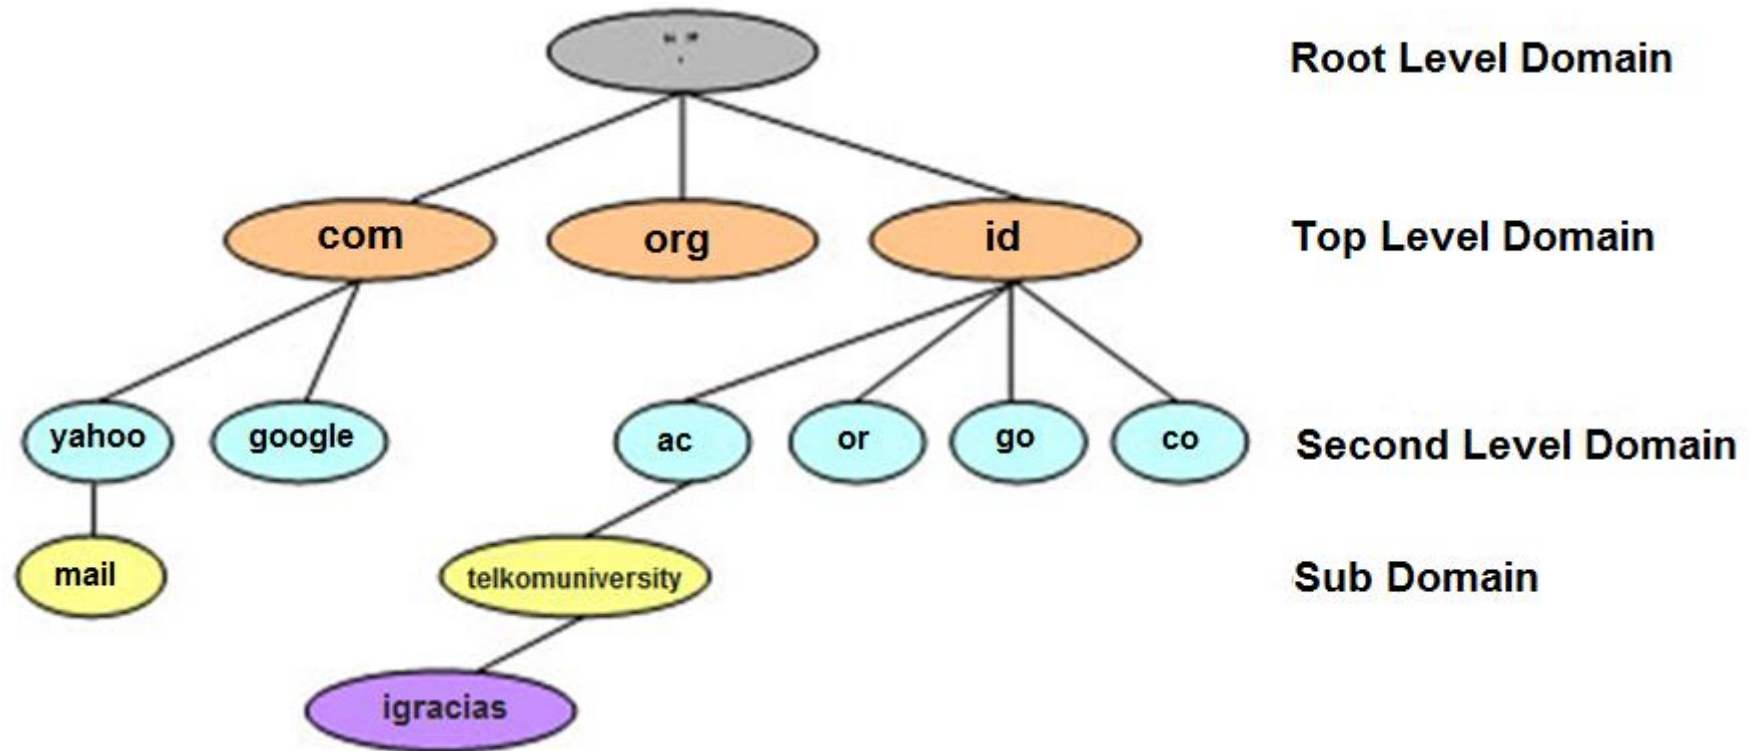 " . " Root Level Domain
com org id Top Level Domain
yahoo google ac or go co Second Level Domain
mail telkomuniversity Sub Domain
igracias